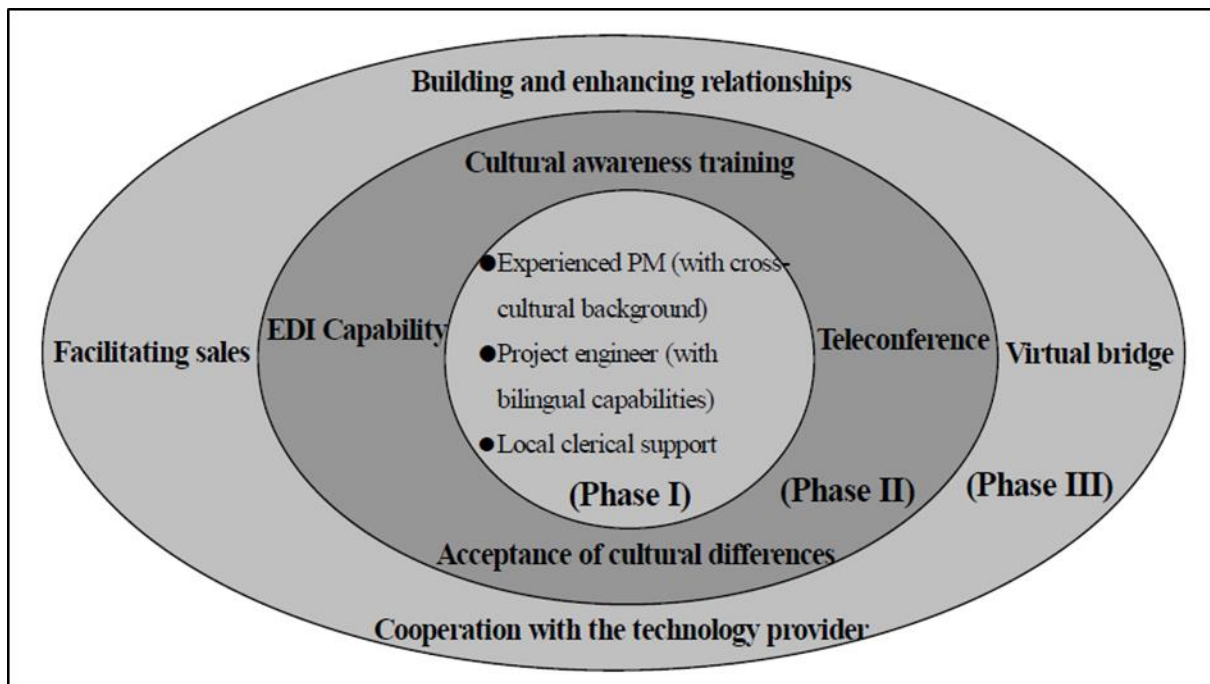 Building and enhancing relationships
Cultural awareness training
●Experienced PM (with cross-
cultural background)
EDI Capability
Teleconference
Facilitating sales
●Project engineer (with
Virtual bridge
bilingual capabilities)
●Local clerical support
(Phase I)
(Phase II)
(Phase III)
Acceptance of cultural differences
Cooperation with the technology provider